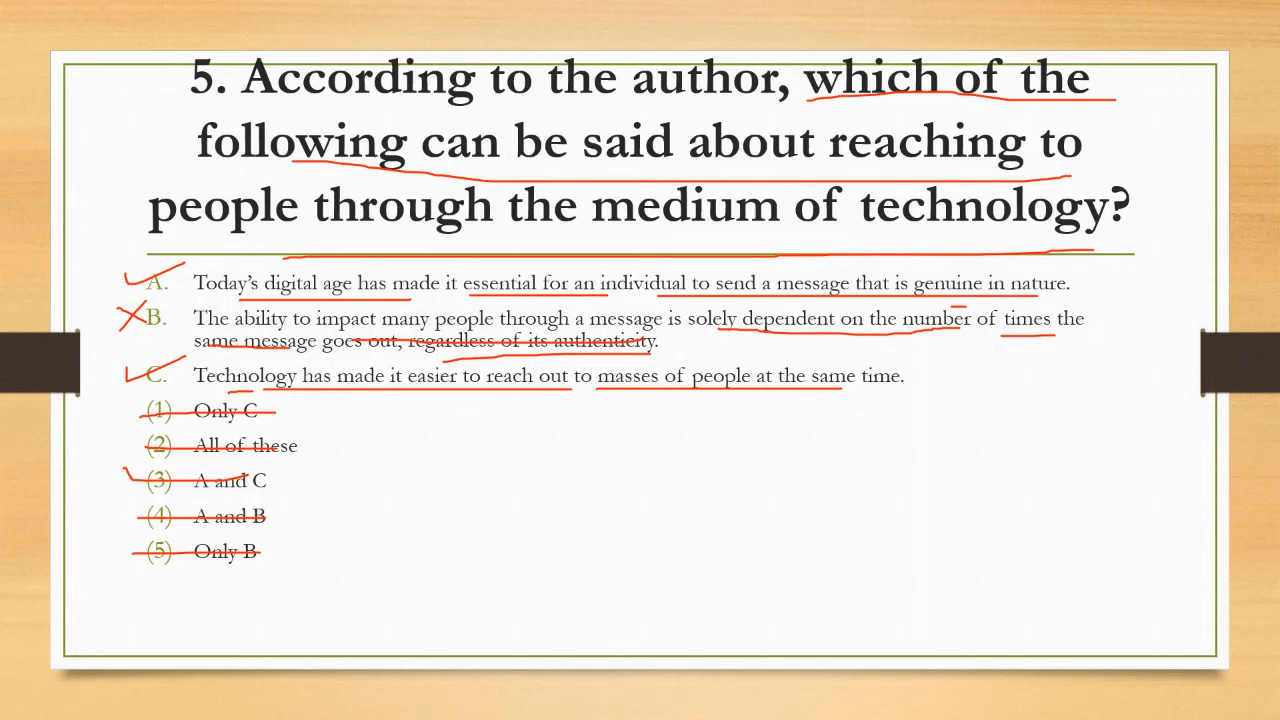 5. According to the author, which of the
following can be said about reaching to
people through the medium of technology?
A. Today's digital age has made it essential for an individual to send a message that is genuine in nature.
B. The ability to impact many people through a message is solely dependent on the number of times the
same message goes out, regardless of its authenticity.
C. Technology has made it easier to reach out to masses of people at the same time.
(1) Only C
(2) All of these
(3) A and C
(4) A and B
(5) Only B